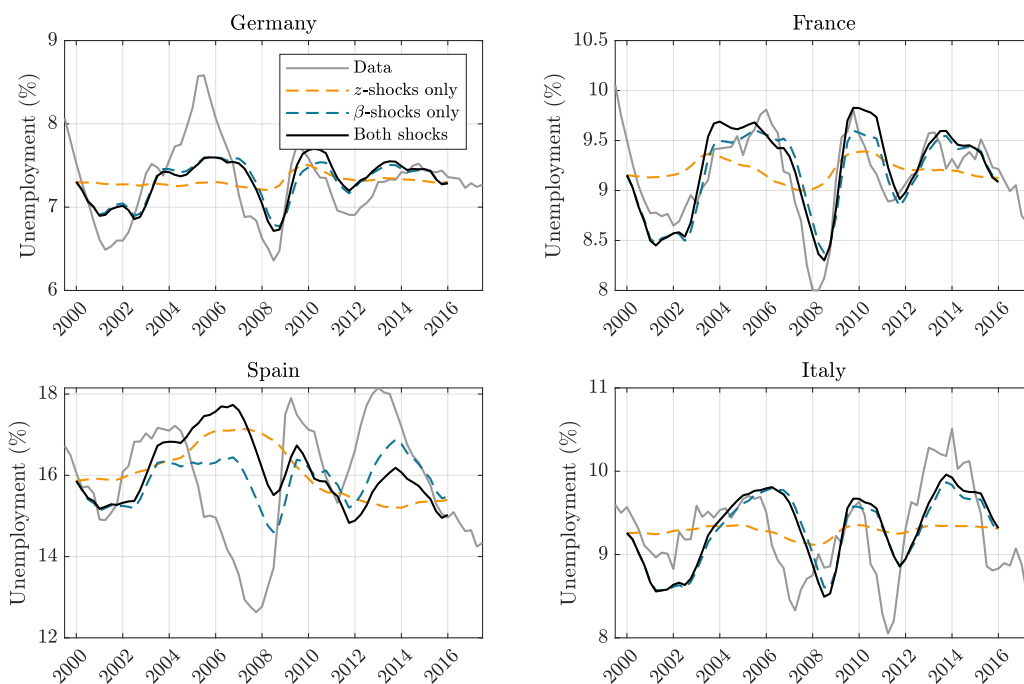 Germany
9
8
7
6
Unemployment (%)
2000 2002 2004 2006 2008 2010 2012 2014 2016
Data
z-shocks only
β-shocks only
Both shocks
France
10.5
10
9.5
9
8.5
8
Unemployment (%)
2000 2002 2004 2006 2008 2010 2012 2014 2016
Spain
18
16
14
12
Unemployment (%)
2000 2002 2004 2006 2008 2010 2012 2014 2016
Italy
11
10
9
8
Unemployment (%)
2000 2002 2004 2006 2008 2010 2012 2014 2016